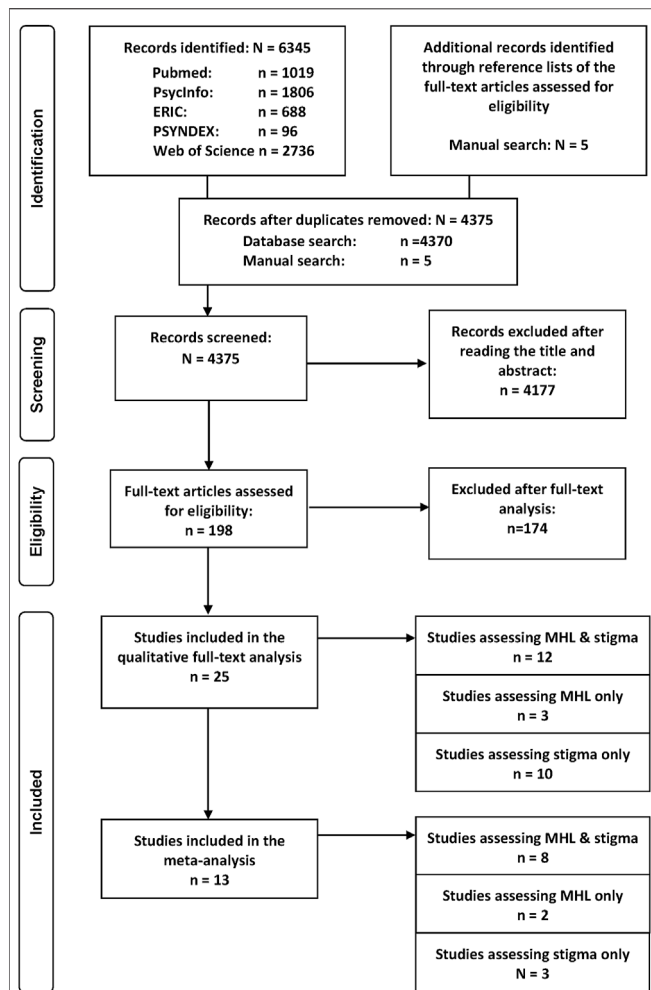 Identification
Records identified: N = 6345
Pubmed: n = 1019
PsycInfo: n = 1806
ERIC: n = 688
PSYNDEX: n = 96
Web of Science n = 2736
Additional records identified
through reference lists of the
full-text articles assessed for
eligibility
Manual search: N = 5
Records after duplicates removed: N = 4375
Database search: n =4370
Manual search: n = 5
Screening
Records screened:
N = 4375
Records excluded after
reading the title and
abstract:
n = 4177
Eligibility
Full-text articles assessed
for eligibility:
n = 198
Excluded after full-text
analysis:
n=174
Included
Studies included in the
qualitative full-text analysis
n = 25
Studies assessing MHL & stigma
n = 12
Studies assessing MHL only
n = 3
Studies assessing stigma only
n = 10
Studies included in the
meta-analysis
n = 13
Studies assessing MHL & stigma
n = 8
Studies assessing MHL only
n = 2
Studies assessing stigma only
N = 3